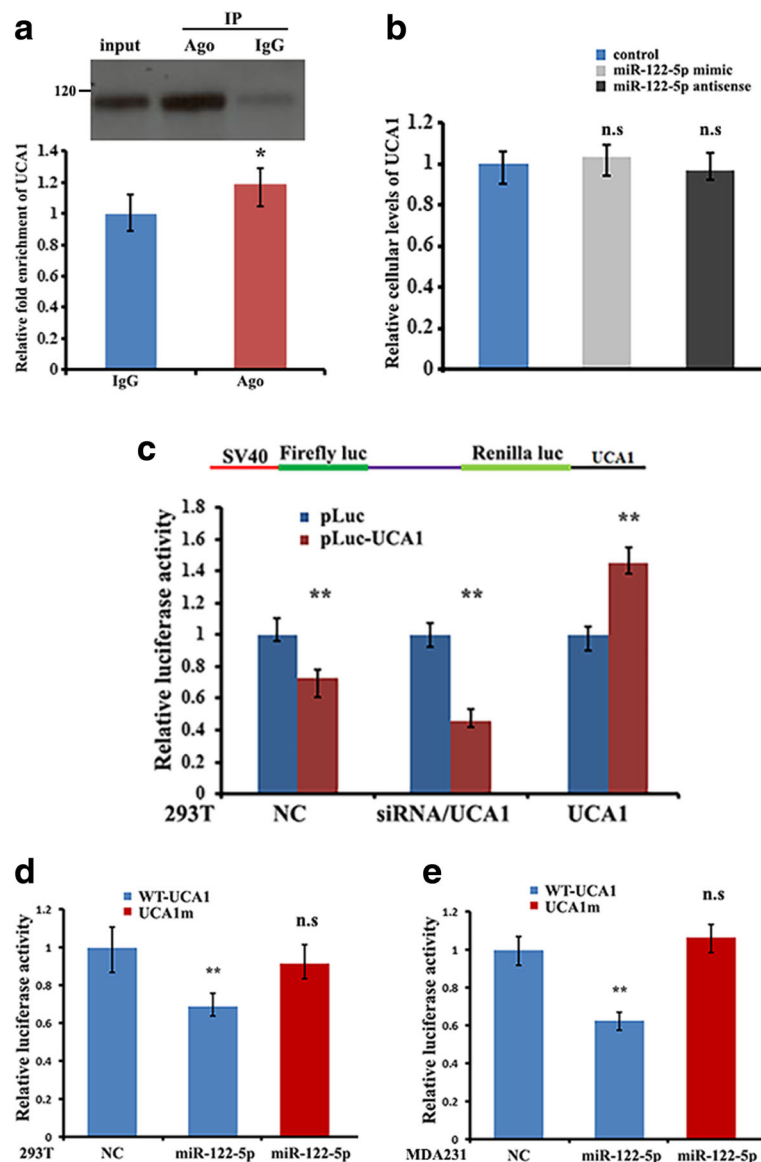 a
IP
input Ago IgG
120
Relative fold enrichment of UCA1
1.4
1.2
1
0.8
0.6
0.4
0.2
0
*
IgG Ago
b
control
miR-122-5p mimic
miR-122-5p antisense
Relative cellular levels of UCA1
1.2
1
0.8
0.6
0.4
0.2
0
n.s n.s
c
SV40 Firefly luc Renilla luc UCA1
Relative luciferase activity
1.8
1.6
1.4
1.2
1
0.8
0.6
0.4
0.2
0
pLuc
pLuc-UCA1
** ** **
293T NC siRNA/UCA1 UCA1
d
WT-UCA1
UCA1m
Relative luciferase activity
1.2
1
0.8
0.6
0.4
0.2
0
** n.s
293T NC miR-122-5p miR-122-5p
e
WT-UCA1
UCA1m
Relative luciferase activity
1.2
1
0.8
0.6
0.4
0.2
0
** n.s
MDA231 NC miR-122-5p miR-122-5p